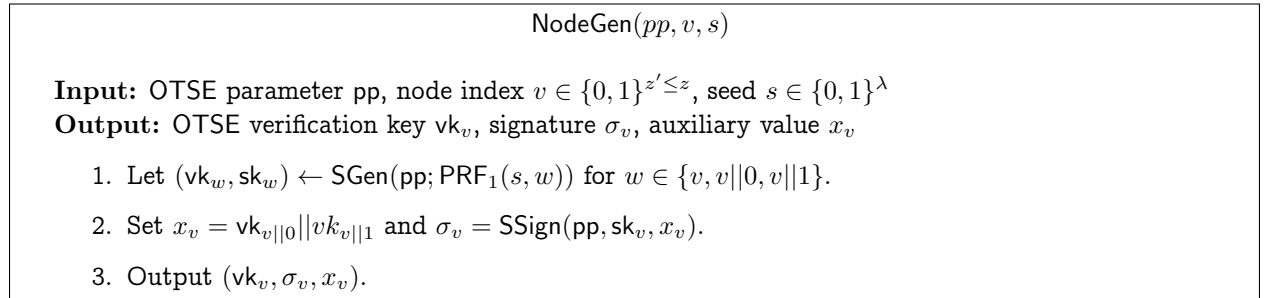 NodeGen(pp, v, s)
Input: OTSE parameter pp, node index v ∈ {0, 1}^{z′≤z}, seed s ∈ {0, 1}^λ
Output: OTSE verification key vk_v, signature σ_v, auxiliary value x_v
1. Let (vk_w, sk_w) ← SGen(pp; PRF_1(s, w)) for w ∈ {v, v||0, v||1}.
2. Set x_v = vk_{v||0}||vk_{v||1} and σ_v = SSign(pp, sk_v, x_v).
3. Output (vk_v, σ_v, x_v).